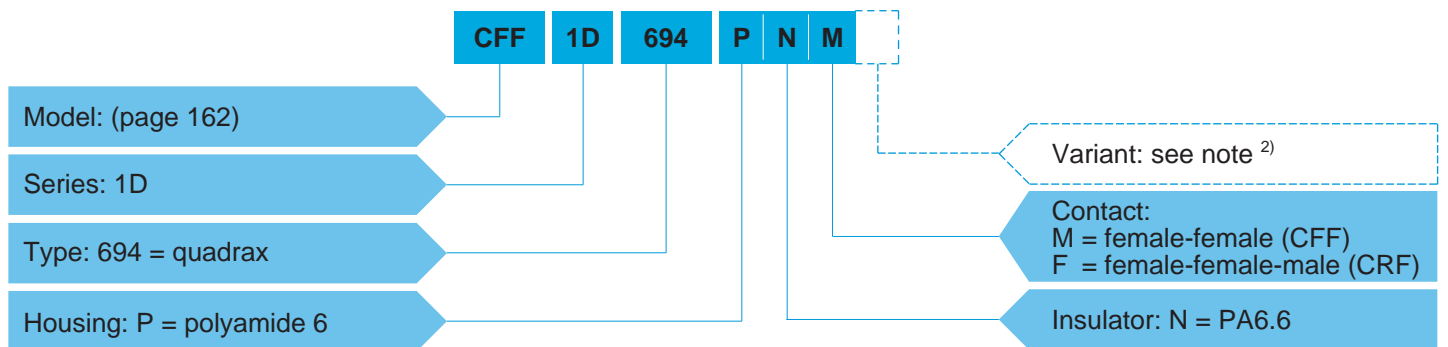 CFF 1D 694 P N M
Model: (page 162)
Series: 1D
Type: 694 = quadrax
Housing: P = polyamide 6
Variant: see note 2)
Contact:
M = female-female (CFF)
F = female-female-male (CRF)
Insulator: N = PA6.6